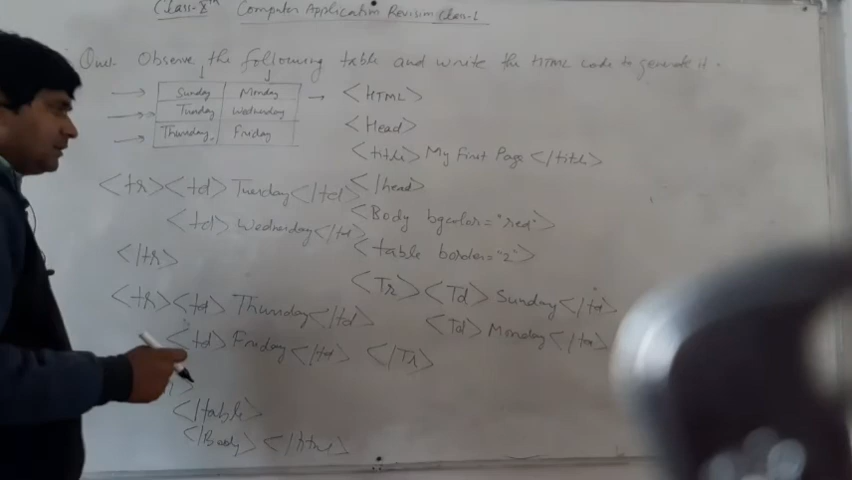 Class-8th Computer Application Revision Class-1
Ques. Observe the following table and write the HTML code to generate it.
Sunday Monday
Tuesday Wednesday
Thursday Friday
<HTML>
<Head>
<title> My First Page </title>
</head>
<Body bgcolor="red">
<table border="2">
<Tr> <Td> Sunday </td>
<Td> Monday </td>
</Tr>
<tr> <td> Tuesday </td>
<td> Wednesday </td>
</tr>
<tr> <td> Thursday </td>
<td> Friday </td>
</table>
</Body> </html>